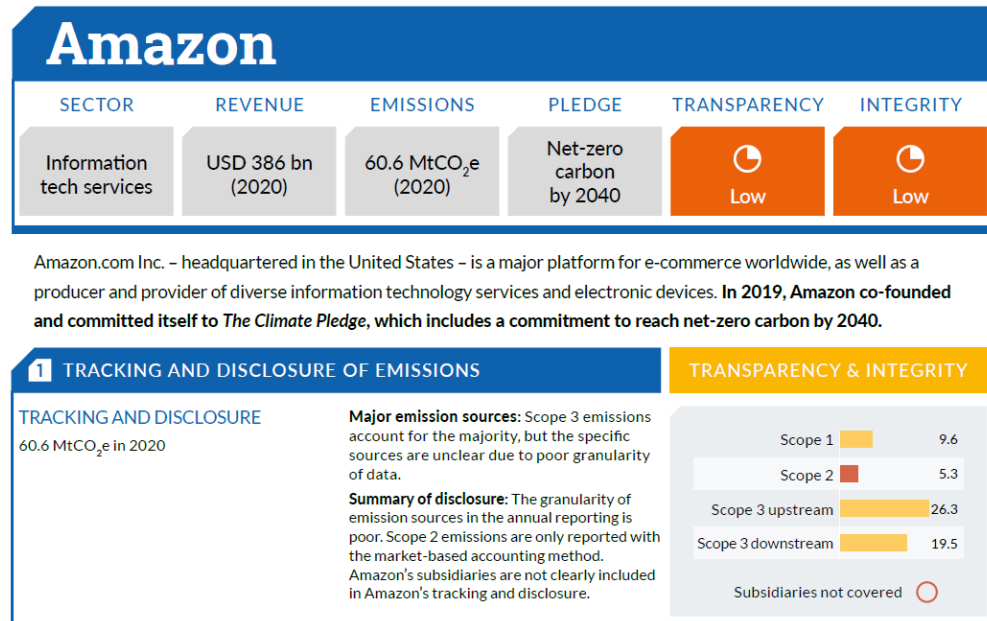 Amazon
SECTOR
REVENUE
EMISSIONS
PLEDGE
TRANSPARENCY
INTEGRITY
Information
tech services
USD 386 bn
(2020)
60.6 MtCO₂e
(2020)
Net-zero
carbon
by 2040
Low
Low
Amazon.com Inc. – headquartered in the United States – is a major platform for e-commerce worldwide, as well as a
producer and provider of diverse information technology services and electronic devices. In 2019, Amazon co-founded
and committed itself to The Climate Pledge, which includes a commitment to reach net-zero carbon by 2040.
1 TRACKING AND DISCLOSURE OF EMISSIONS
TRANSPARENCY & INTEGRITY
TRACKING AND DISCLOSURE
60.6 MtCO₂e in 2020
Major emission sources: Scope 3 emissions
account for the majority, but the specific
sources are unclear due to poor granularity
of data.
Summary of disclosure: The granularity of
emission sources in the annual reporting is
poor. Scope 2 emissions are only reported with
the market-based accounting method.
Amazon's subsidiaries are not clearly included
in Amazon's tracking and disclosure.
Scope 1 9.6
Scope 2 5.3
Scope 3 upstream 26.3
Scope 3 downstream 19.5
Subsidiaries not covered